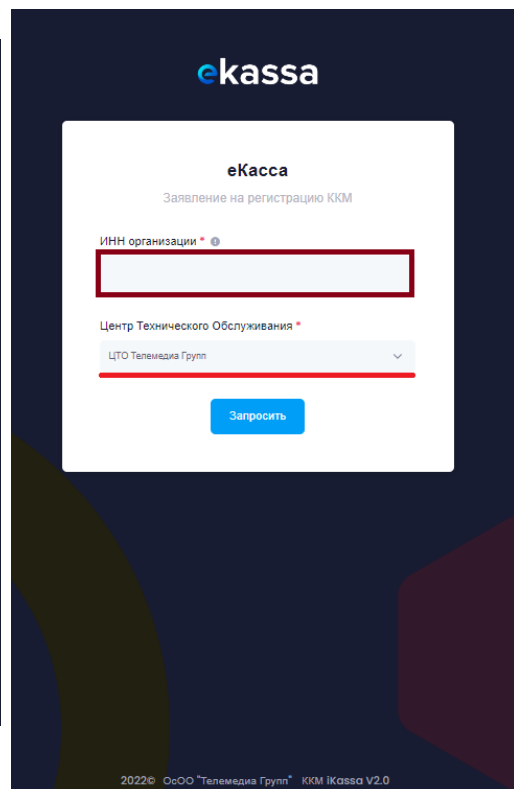 ekassa
еКасса
Заявление на регистрацию ККМ
ИНН организации *
Центр Технического Обслуживания *
ЦТО Телемедиа Групп
Запросить
2022© ОсОО "Телемедиа Групп" ККМ iKassa V2.0